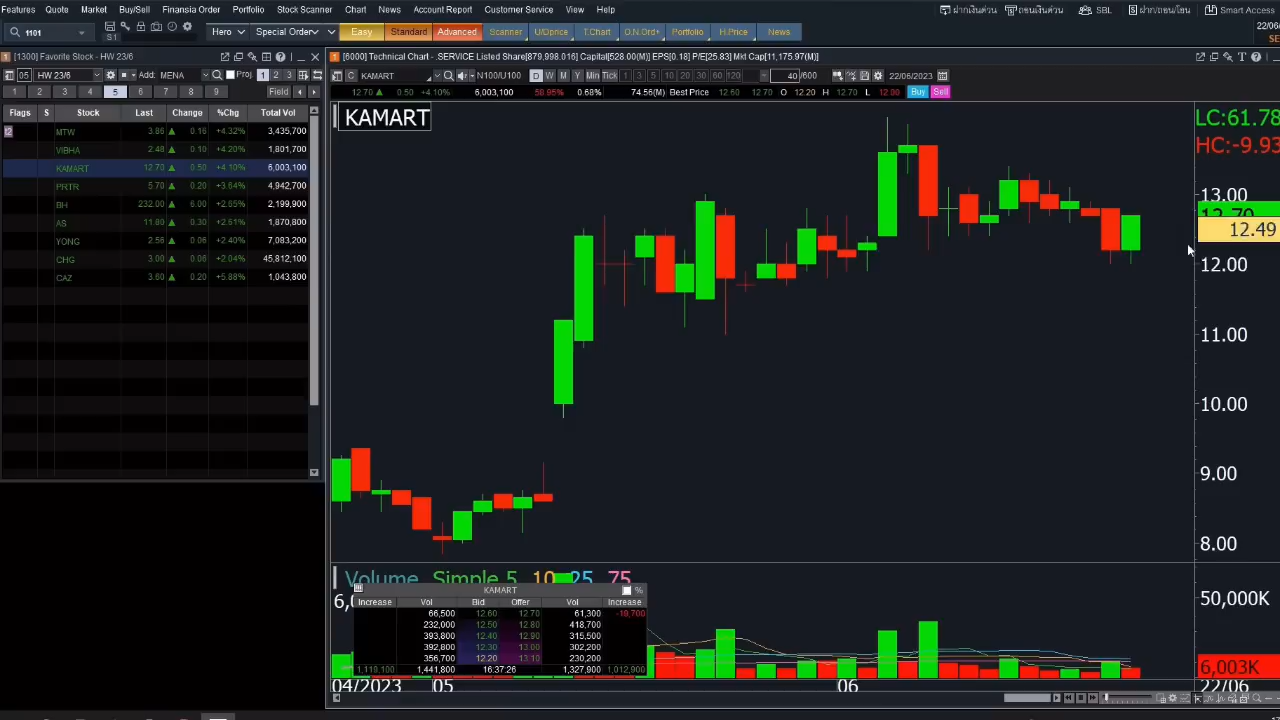 Features Quote Market Buy/Sell Finansia Order Portfolio Stock Scanner Chart News Account Report Customer Service View Help ฝากเงินด่วน ถอนเงินด่วน SBL ฝาก/ถอน/โอน Smart Access
1101 S1 Hero Special Order Easy Standard Advanced Scanner U/Dprice T.Chart D.N.Ord+ Portfolio H.Price News 22/06
[1300] Favorite Stock - HW 23/6
05 HW 23/6 Add: MENA Proj 1 2 3
1 2 3 4 5 6 7 8 9 Field
Flags S Stock Last Change %Chg Total Vol
MTW 3.86 ▲ 0.16 +4.32% 3,435,700
VIBHA 2.48 ▲ 0.10 +4.20% 1,801,700
KAMART 12.70 ▲ 0.50 +4.10% 6,003,100
PRTR 5.70 ▲ 0.20 +3.64% 4,942,700
BH 232.00 ▲ 6.00 +2.65% 2,199,900
AS 11.80 ▲ 0.30 +2.61% 1,870,800
YONG 2.56 ▲ 0.06 +2.40% 7,083,200
CHG 3.00 ▲ 0.06 +2.04% 45,812,100
CAZ 3.60 ▲ 0.20 +5.88% 1,043,800
[6000] Technical Chart - .SERVICE Listed Share[879,998.016] Capital[528.00(M)] EPS[0.18] P/E[25.83] Mkt Cap[11,175.97(M)]
C KAMART N100/U100 D W M Y Min Tick 1 3 5 10 15 20 30 60 120 40 /600 22/06/2023
12.70 ▲ 0.50 +4.10% 6,003,100 58.95% 0.68% 74.56(M) Best Price 12.60 12.70 O 12.20 H 12.70 L 12.00 Buy Sell
KAMART
LC:61.78
HC:-9.93
13.00
12.70
12.49
12.00
11.00
10.00
9.00
8.00
Volume Simple 5 10 25 75
50,000K
6,003K
KAMART %
Increase Vol Bid Offer Vol Increase
66,500 12.60 12.70 61,300 -19,700
232,000 12.50 12.80 418,700
393,800 12.40 12.90 315,500
392,800 12.30 13.00 302,200
356,700 12.20 13.10 230,200
1,119,100 1,441,800 16:37:26 1,327,900 1,012,900
04/2023 05 06 22/06